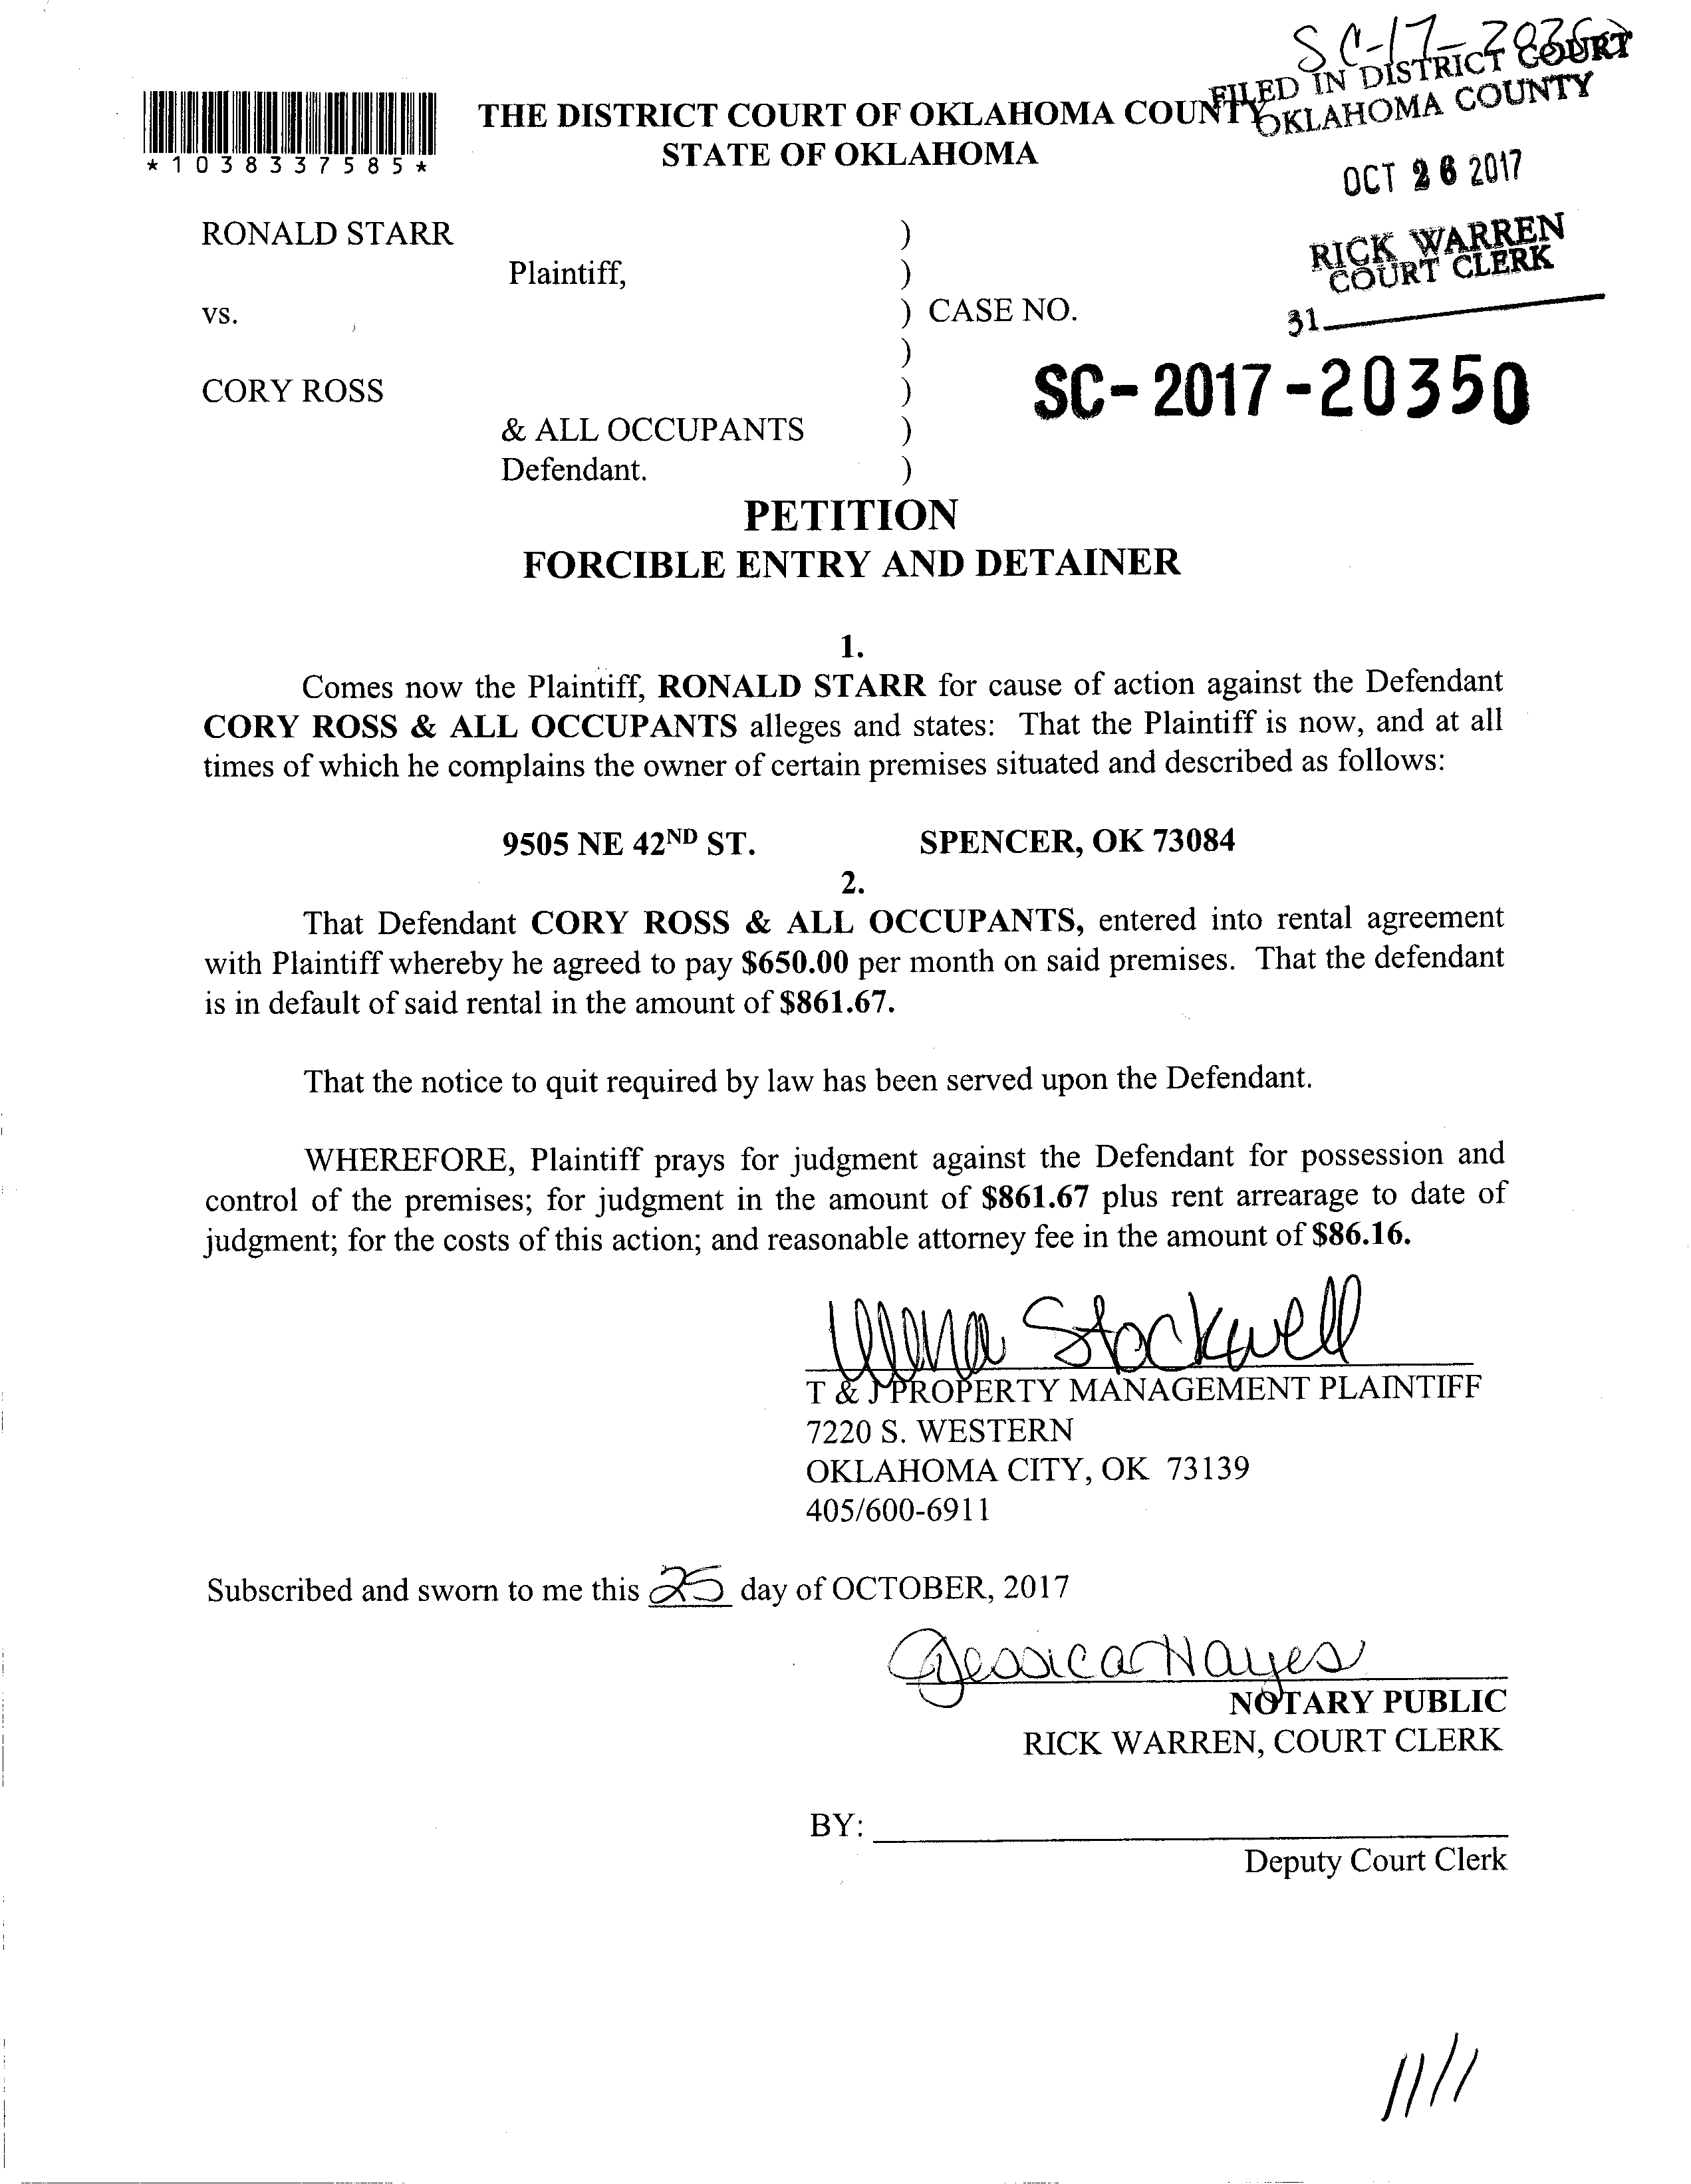 SC-17-
FILED IN DISTRICT COURT
OKLAHOMA COUNTY
*1038337585*
THE DISTRICT COURT OF OKLAHOMA COUNTY
STATE OF OKLAHOMA
OCT 26 2017
RICK WARREN
COURT CLERK
31
RONALD STARR )
Plaintiff, )
vs. ) CASE NO.
)
SC-2017-20350
CORY ROSS )
& ALL OCCUPANTS )
Defendant. )
PETITION
FORCIBLE ENTRY AND DETAINER
1.
Comes now the Plaintiff, RONALD STARR for cause of action against the Defendant
CORY ROSS & ALL OCCUPANTS alleges and states: That the Plaintiff is now, and at all
times of which he complains the owner of certain premises situated and described as follows:
9505 NE 42ND ST. SPENCER, OK 73084
2.
That Defendant CORY ROSS & ALL OCCUPANTS, entered into rental agreement
with Plaintiff whereby he agreed to pay $650.00 per month on said premises. That the defendant
is in default of said rental in the amount of $861.67.
That the notice to quit required by law has been served upon the Defendant.
WHEREFORE, Plaintiff prays for judgment against the Defendant for possession and
control of the premises; for judgment in the amount of $861.67 plus rent arrearage to date of
judgment; for the costs of this action; and reasonable attorney fee in the amount of $86.16.
Stockwell
T & J PROPERTY MANAGEMENT PLAINTIFF
7220 S. WESTERN
OKLAHOMA CITY, OK 73139
405/600-6911
Subscribed and sworn to me this 25 day of OCTOBER, 2017
Jessica Hayes
NOTARY PUBLIC
RICK WARREN, COURT CLERK
BY:
Deputy Court Clerk
11/1